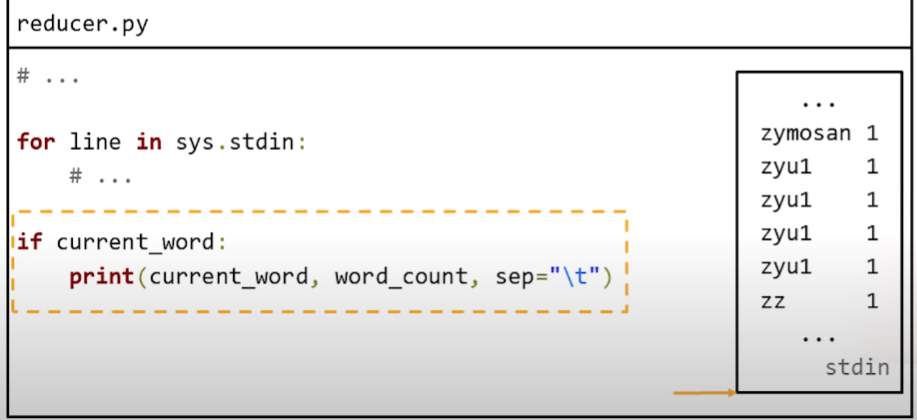 reducer.py
# ...
for line in sys.stdin:
# ...
if current_word:
print(current_word, word_count, sep="\t")
...
zymosan 1
zyu1 1
zyu1 1
zyu1 1
zyu1 1
zz 1
...
stdin